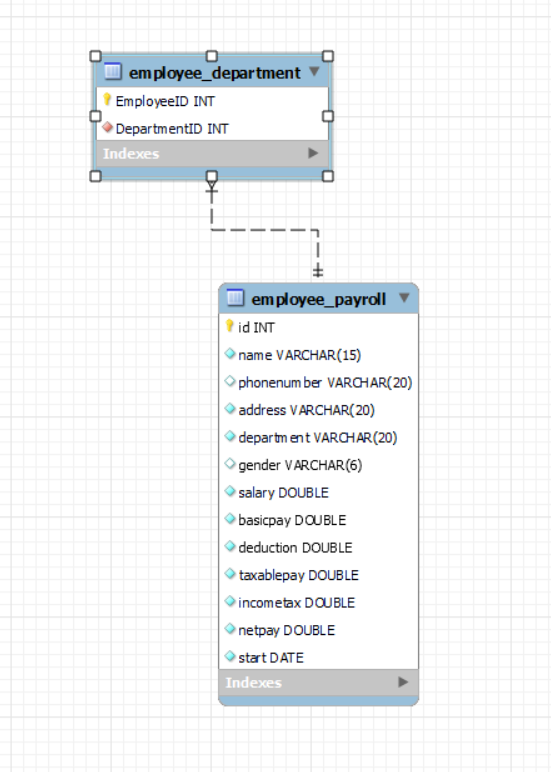 employee_department
EmployeeID INT
DepartmentID INT
Indexes
employee_payroll
id INT
name VARCHAR(15)
phonenumber VARCHAR(20)
address VARCHAR(20)
department VARCHAR(20)
gender VARCHAR(6)
salary DOUBLE
basicpay DOUBLE
deduction DOUBLE
taxablepay DOUBLE
incometax DOUBLE
netpay DOUBLE
start DATE
Indexes